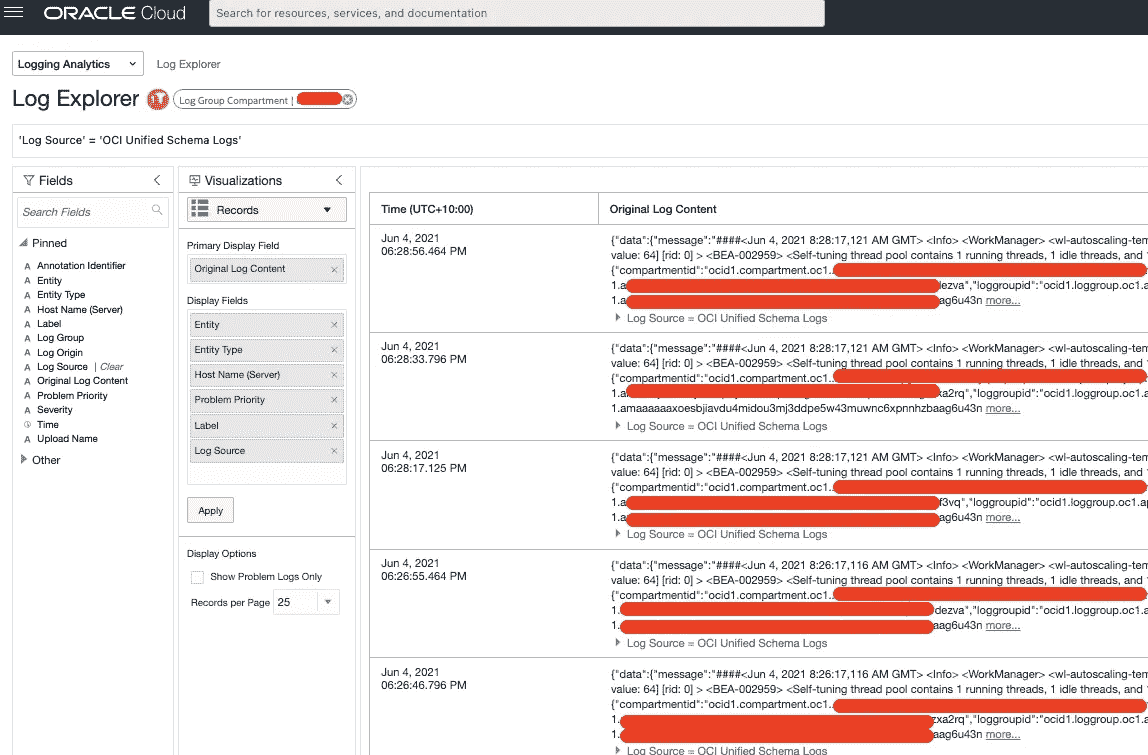 ORACLE Cloud
Search for resources, services, and documentation
Logging Analytics
Log Explorer
Log Explorer
Log Group Compartment |
'Log Source' = 'OCI Unified Schema Logs'
Fields
Search Fields
Pinned
A Annotation Identifier
A Entity
A Entity Type
A Host Name (Server)
A Label
A Log Group
A Log Origin
A Log Source | Clear
A Original Log Content
A Problem Priority
A Severity
Time
A Upload Name
Other
Visualizations
Records
Primary Display Field
Original Log Content
Display Fields
Entity
Entity Type
Host Name (Server)
Problem Priority
Label
Log Source
Apply
Display Options
Show Problem Logs Only
Records per Page 25
Time (UTC+10:00)
Original Log Content
Jun 4, 2021
06:28:56.464 PM
{"data":{"message":"####<Jun 4, 2021 8:28:17,121 AM GMT> <Info> <WorkManager> <wl-autoscaling-tem
value: 64] [rid: 0] > <BEA-002959> <Self-tuning thread pool contains 1 running threads, 1 idle threads, and
{"compartmentid":"ocid1.compartment.oc1..
1.a dezva","loggroupid":"ocid1.loggroup.oc1.a
1.a aag6u43n more...
Log Source = OCI Unified Schema Logs
Jun 4, 2021
06:28:33.796 PM
{"data":{"message":"####<Jun 4, 2021 8:28:17,121 AM GMT> <Info> <WorkManager> <wl-autoscaling-tem
value: 64] [rid: 0] > <BEA-002959> <Self-tuning thread pool contains 1 running threads, 1 idle threads, and
{"compartmentid":"ocid1.compartment.oc1..
1.a xa2rq","loggroupid":"ocid1.loggroup.oc1.a
1.amaaaaaaxoesbjiavdu4midou3mj3ddpe5w43muwnc6xpnnhzbaag6u43n more...
Log Source = OCI Unified Schema Logs
Jun 4, 2021
06:28:17.125 PM
{"data":{"message":"####<Jun 4, 2021 8:28:17,121 AM GMT> <Info> <WorkManager> <wl-autoscaling-tem
value: 64] [rid: 0] > <BEA-002959> <Self-tuning thread pool contains 1 running threads, 1 idle threads, and
{"compartmentid":"ocid1.compartment.oc1..
1.a f3vq","loggroupid":"ocid1.loggroup.oc1.ap
1.a aag6u43n more...
Log Source = OCI Unified Schema Logs
Jun 4, 2021
06:26:55.464 PM
{"data":{"message":"####<Jun 4, 2021 8:26:17,116 AM GMT> <Info> <WorkManager> <wl-autoscaling-tem
value: 64] [rid: 0] > <BEA-002959> <Self-tuning thread pool contains 1 running threads, 1 idle threads, and
{"compartmentid":"ocid1.compartment.oc1..
1. dezva","loggroupid":"ocid1.loggroup.oc1.a
1. aag6u43n more...
Log Source = OCI Unified Schema Logs
Jun 4, 2021
06:26:46.796 PM
{"data":{"message":"####<Jun 4, 2021 8:26:17,116 AM GMT> <Info> <WorkManager> <wl-autoscaling-tem
value: 64] [rid: 0] > <BEA-002959> <Self-tuning thread pool contains 1 running threads, 1 idle threads, and
{"compartmentid":"ocid1.compartment.oc1.
1. zxa2rq","loggroupid":"ocid1.loggroup.oc1.a
1. aag6u43n more...
Log Source = OCI Unified Schema Logs